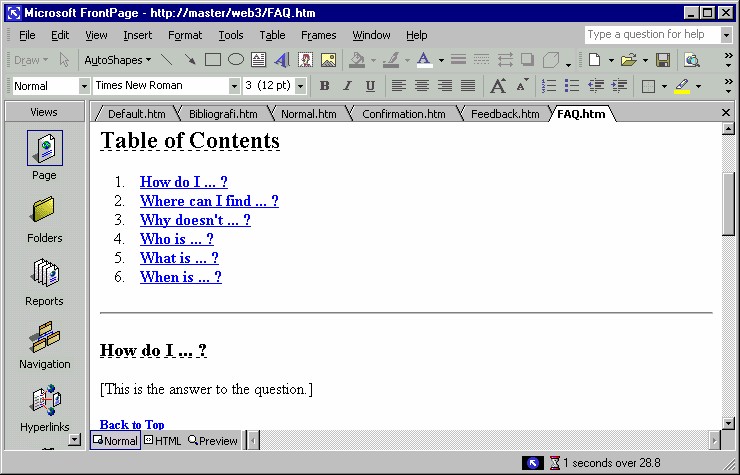 Microsoft FrontPage - http://master/web3/FAQ.htm
File Edit View Insert Format Tools Table Frames Window Help Type a question for help
Draw AutoShapes
Normal Times New Roman 3 (12 pt) B I U
Views
Page
Folders
Reports
Navigation
Hyperlinks
Default.htm Bibliografi.htm Normal.htm Confirmation.htm Feedback.htm FAQ.htm
Table of Contents
1. How do I ... ?
2. Where can I find ... ?
3. Why doesn't ... ?
4. Who is ... ?
5. What is ... ?
6. When is ... ?
How do I ... ?
[This is the answer to the question.]
Back to Top
Normal HTML Preview
1 seconds over 28.8